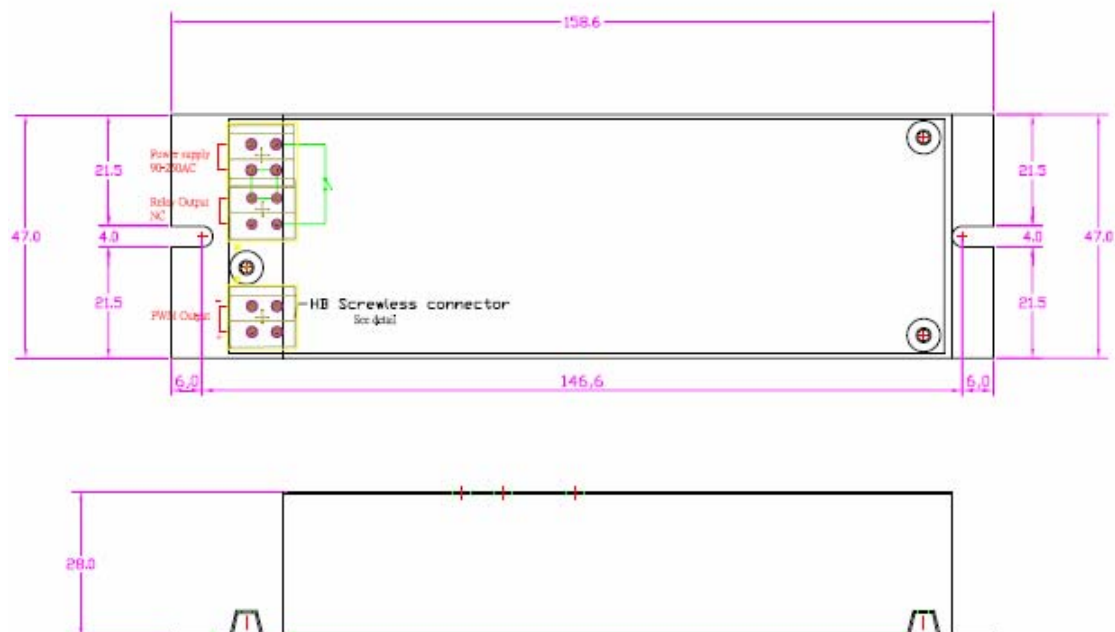 158.6
Power supply
90-250AC
21.5
21.5
Relay Output
NC
47.0
4.0
4.0
47.0
21.5
HB Screwless connector
21.5
See detail
PWM Output
-
+
6,0
146,6
6,0
28.0